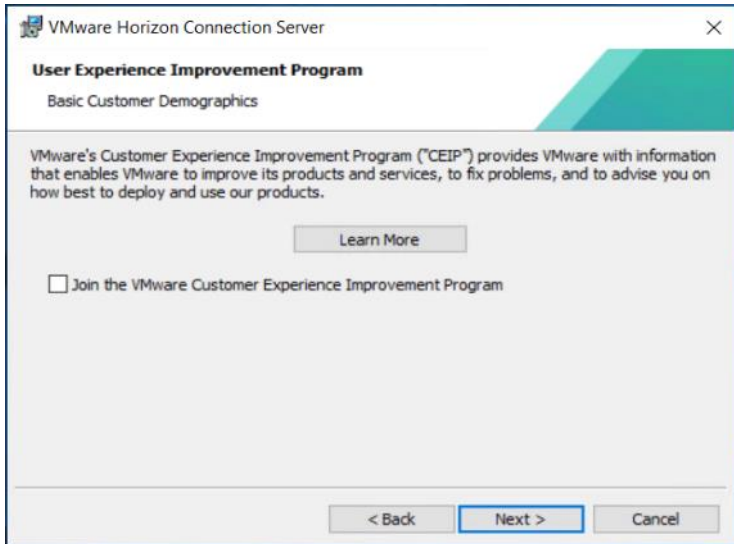 VMware Horizon Connection Server
User Experience Improvement Program
Basic Customer Demographics
VMware's Customer Experience Improvement Program ("CEIP") provides VMware with information
that enables VMware to improve its products and services, to fix problems, and to advise you on
how best to deploy and use our products.
Learn More
Join the VMware Customer Experience Improvement Program
< Back Next > Cancel